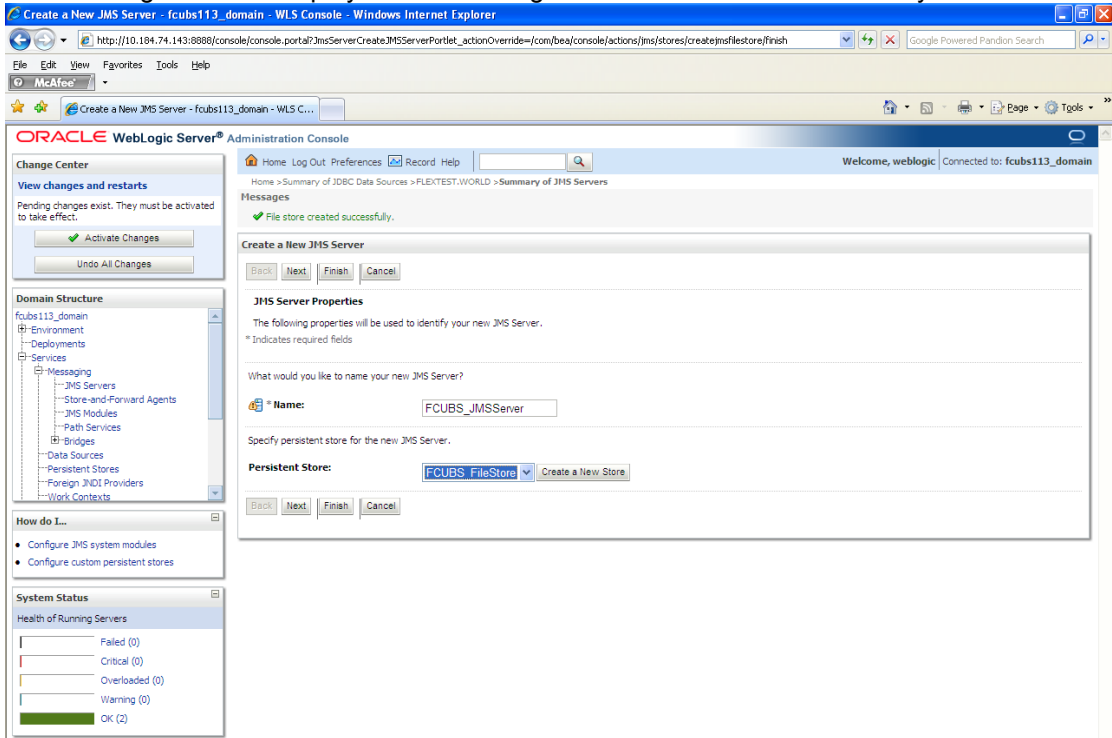 Create a New JMS Server - fcubs113_domain - WLS Console - Windows Internet Explorer
http://10.184.74.143:8888/console/console.portal?JmsServerCreateJMSServerPortlet_actionOverride=/com/bea/console/actions/jms/stores/createjmsfilestore/finish
Google Powered Pandion Search
File Edit View Favorites Tools Help
McAfee
Create a New JMS Server - fcubs113_domain - WLS C...
Page Tools »
ORACLE WebLogic Server® Administration Console
Change Center
View changes and restarts
Pending changes exist. They must be activated
to take effect.
Activate Changes
Undo All Changes
Domain Structure
fcubs113_domain
Environment
Deployments
Services
Messaging
JMS Servers
Store-and-Forward Agents
JMS Modules
Path Services
Bridges
Data Sources
Persistent Stores
Foreign JNDI Providers
Work Contexts
How do I...
Configure JMS system modules
Configure custom persistent stores
System Status
Health of Running Servers
Failed (0)
Critical (0)
Overloaded (0)
Warning (0)
OK (2)
Home Log Out Preferences Record Help
Welcome, weblogic Connected to: fcubs113_domain
Home >Summary of JDBC Data Sources >FLEXTEST.WORLD >Summary of JMS Servers
Messages
File store created successfully.
Create a New JMS Server
Back Next Finish Cancel
JMS Server Properties
The following properties will be used to identify your new JMS Server.
* Indicates required fields
What would you like to name your new JMS Server?
* Name: FCUBS_JMSServer
Specify persistent store for the new JMS Server.
Persistent Store: FCUBS_FileStore Create a New Store
Back Next Finish Cancel